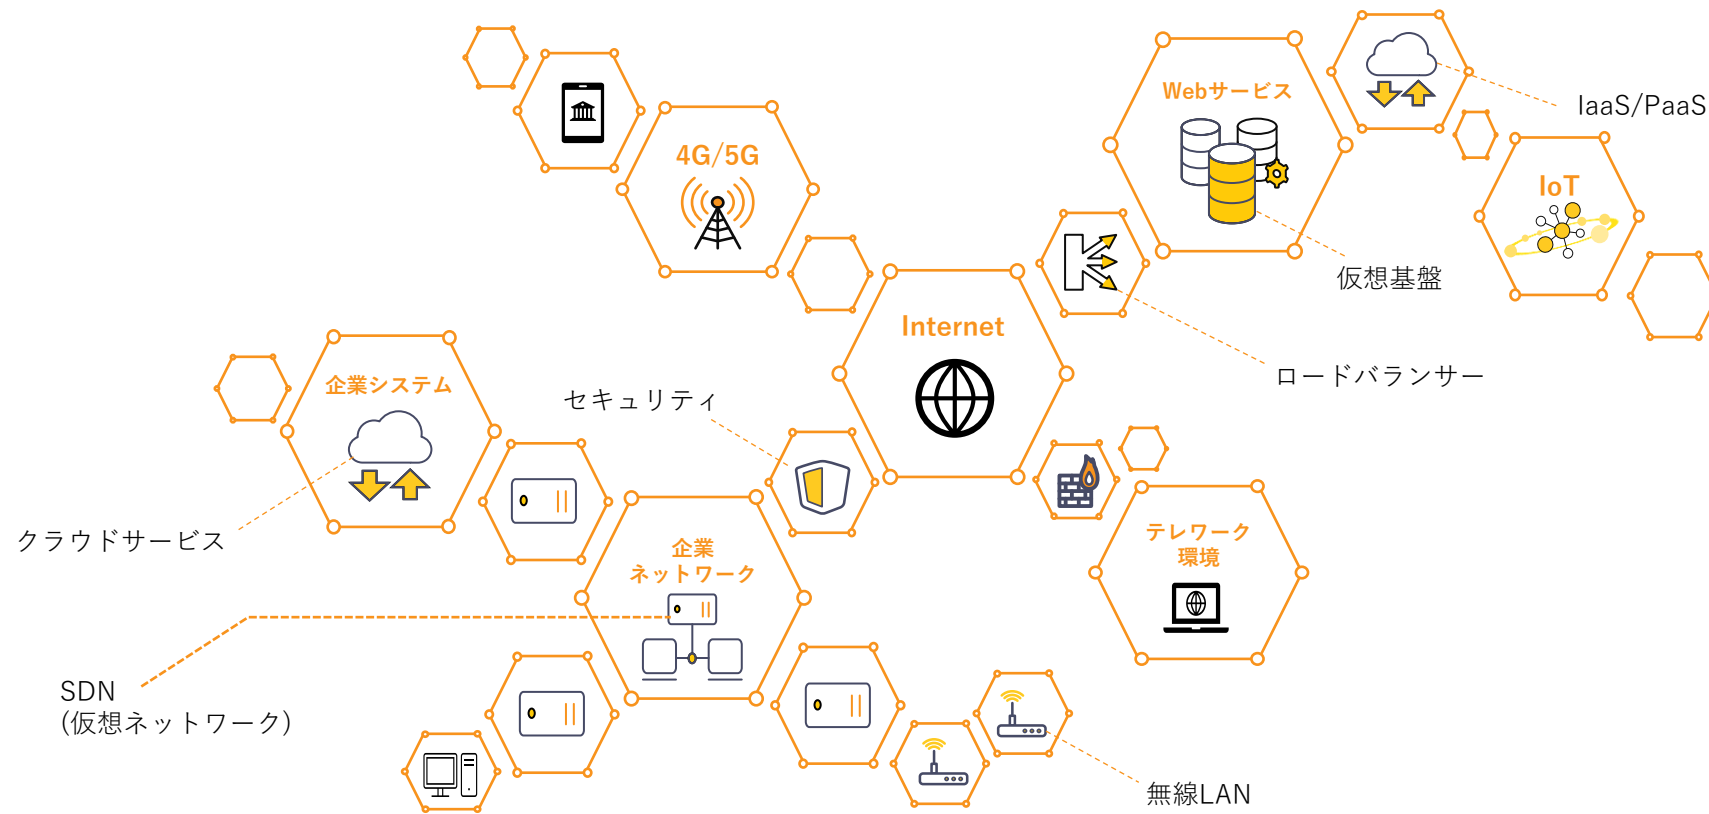 Webサービス
IaaS/PaaS
4G/5G
IoT
仮想基盤
Internet
ロードバランサー
企業システム
セキュリティ
クラウドサービス
テレワーク
環境
企業
ネットワーク
SDN
(仮想ネットワーク)
無線LAN